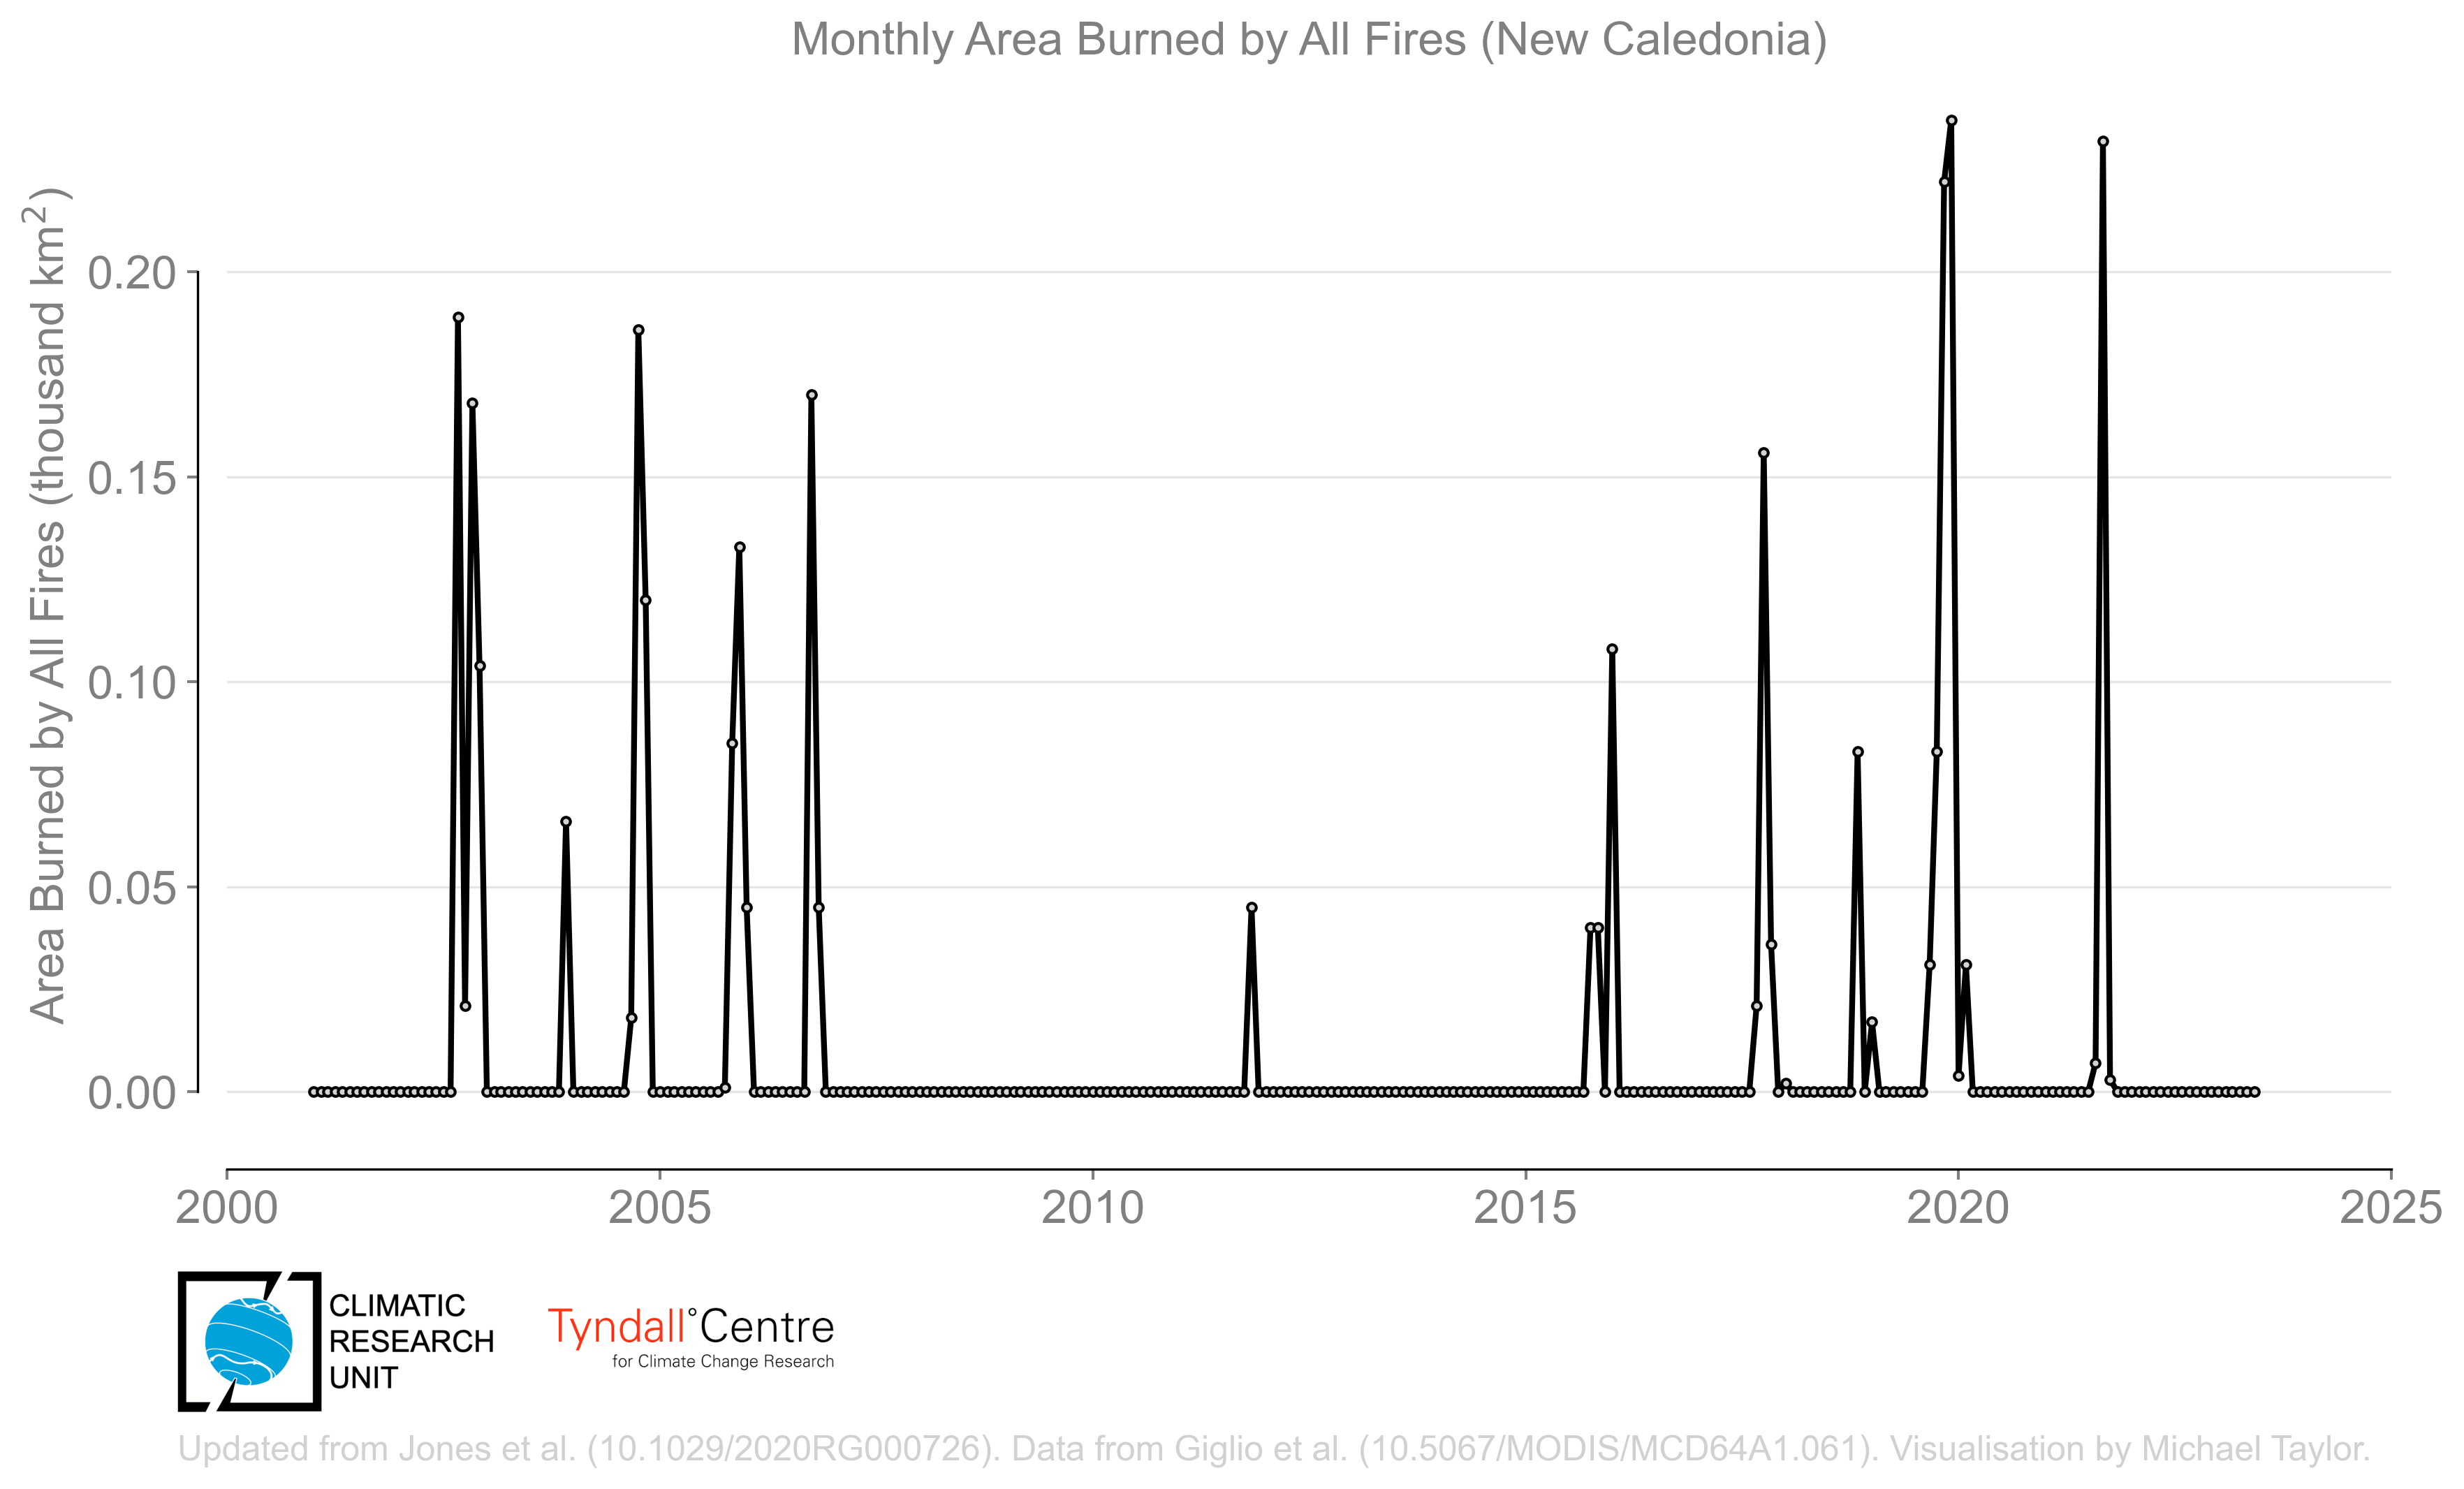 Monthly Area Burned by All Fires (New Caledonia)
Area Burned by All Fires (thousand km²)
0.20
0.15
0.10
0.05
0.00
2000 2005 2010 2015 2020 2025
CLIMATIC
RESEARCH
UNIT
Tyndall°Centre
for Climate Change Research
Updated from Jones et al. (10.1029/2020RG000726). Data from Giglio et al. (10.5067/MODIS/MCD64A1.061). Visualisation by Michael Taylor.